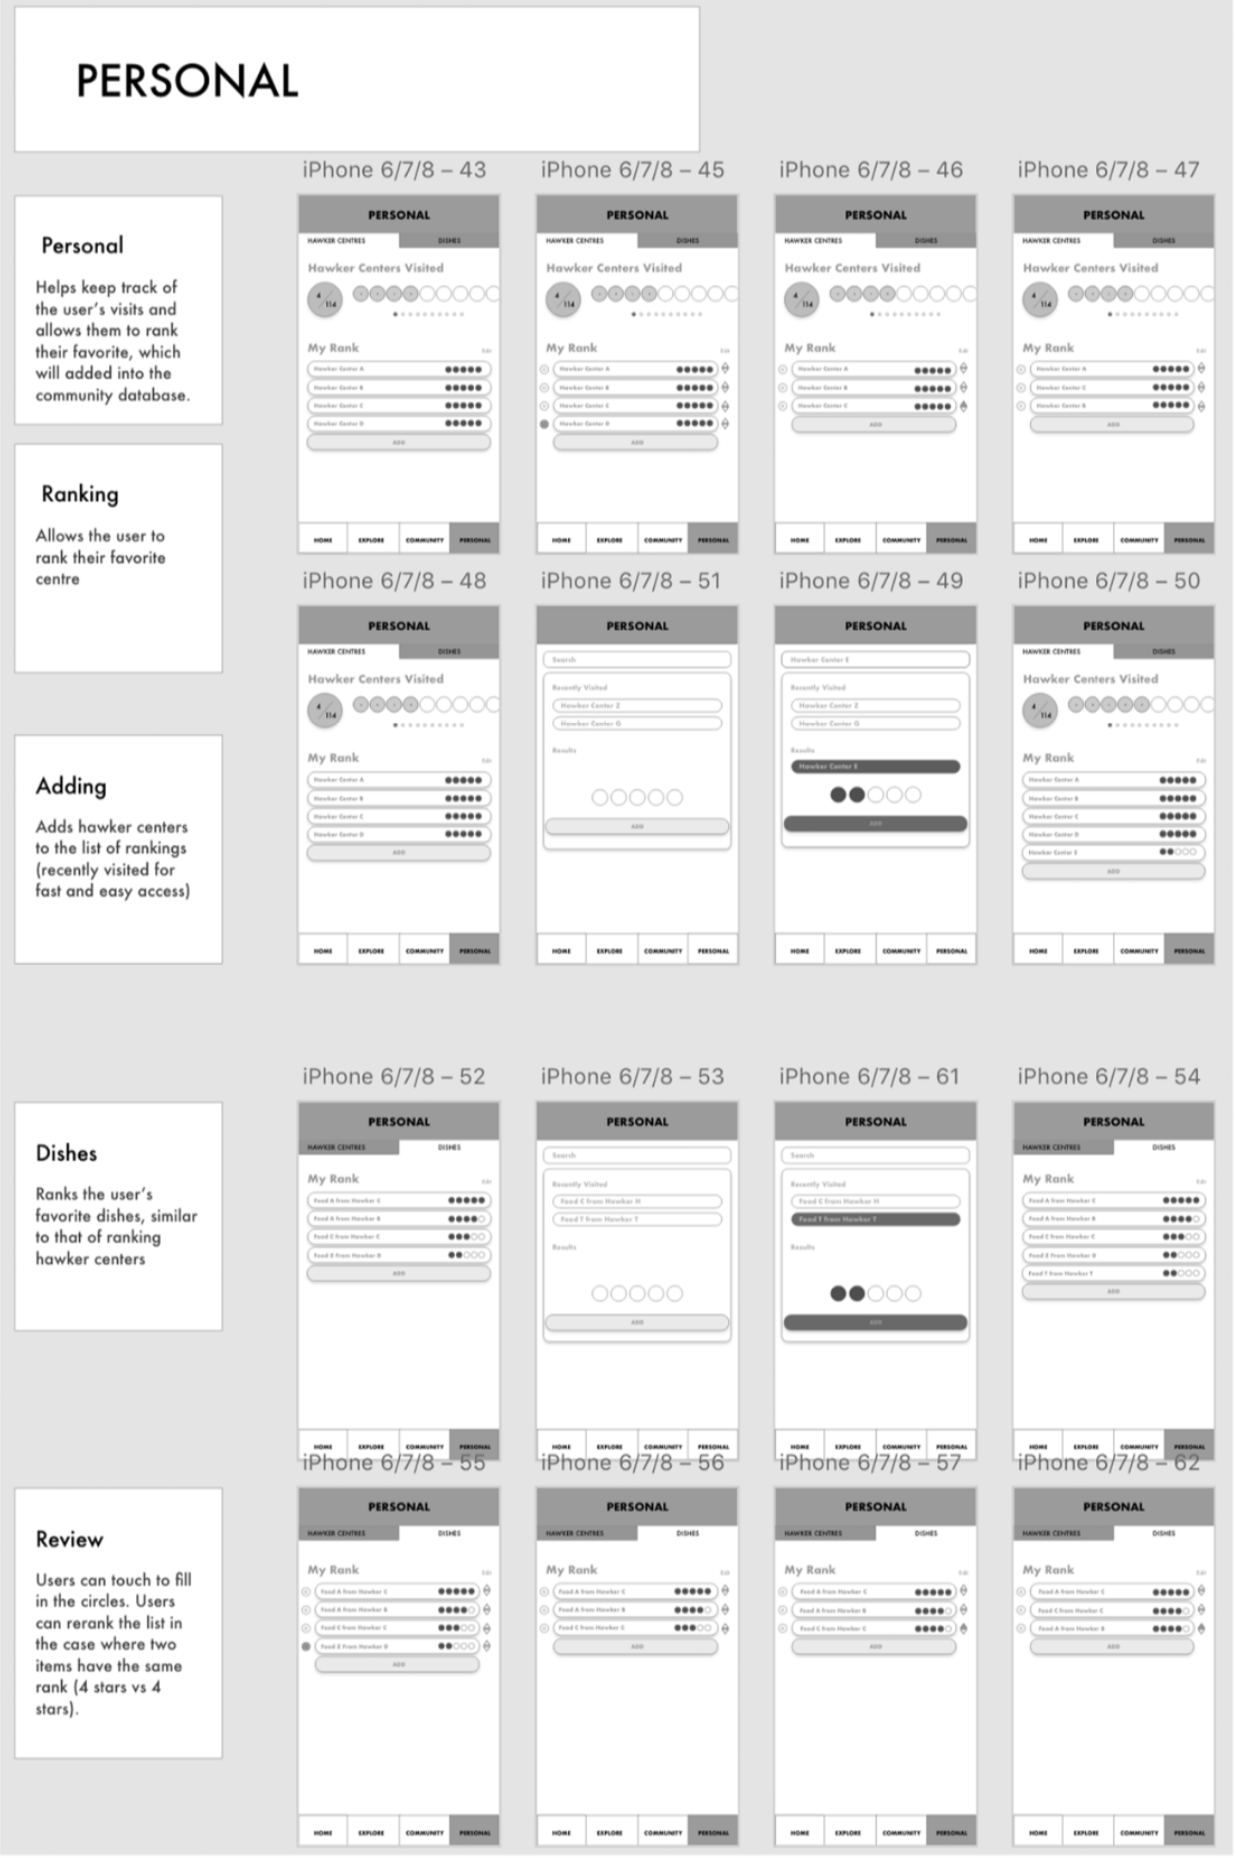 PERSONAL
Personal
Helps keep track of
the user's visits and
allows them to rank
their favorite, which
will added into the
community database.
iPhone 6/7/8 – 43
PERSONAL
HAWKER CENTRES DISHES
Hawker Centers Visited
4/114
My Rank Edit
Hawker Center A
Hawker Center B
Hawker Center C
Hawker Center D
ADD
HOME EXPLORE COMMUNITY PERSONAL
iPhone 6/7/8 – 45
PERSONAL
HAWKER CENTRES DISHES
Hawker Centers Visited
4/114
My Rank Edit
Hawker Center A
Hawker Center B
Hawker Center C
Hawker Center D
ADD
HOME EXPLORE COMMUNITY PERSONAL
iPhone 6/7/8 – 46
PERSONAL
HAWKER CENTRES DISHES
Hawker Centers Visited
4/114
My Rank Edit
Hawker Center A
Hawker Center B
Hawker Center C
ADD
HOME EXPLORE COMMUNITY PERSONAL
iPhone 6/7/8 – 47
PERSONAL
HAWKER CENTRES DISHES
Hawker Centers Visited
4/114
My Rank Edit
Hawker Center A
Hawker Center C
Hawker Center B
ADD
HOME EXPLORE COMMUNITY PERSONAL
Ranking
Allows the user to
rank their favorite
centre
Adding
Adds hawker centers
to the list of rankings
(recently visited for
fast and easy access)
iPhone 6/7/8 – 48
PERSONAL
HAWKER CENTRES DISHES
Hawker Centers Visited
4/114
My Rank Edit
Hawker Center A
Hawker Center B
Hawker Center C
Hawker Center D
ADD
HOME EXPLORE COMMUNITY PERSONAL
iPhone 6/7/8 – 51
PERSONAL
Search
Recently Visited
Hawker Center Z
Hawker Center G
Results
ADD
HOME EXPLORE COMMUNITY PERSONAL
iPhone 6/7/8 – 49
PERSONAL
Hawker Center E
Recently Visited
Hawker Center Z
Hawker Center G
Results
Hawker Center E
ADD
HOME EXPLORE COMMUNITY PERSONAL
iPhone 6/7/8 – 50
PERSONAL
HAWKER CENTRES DISHES
Hawker Centers Visited
4/114
My Rank Edit
Hawker Center A
Hawker Center B
Hawker Center C
Hawker Center D
Hawker Center E
ADD
HOME EXPLORE COMMUNITY PERSONAL
Dishes
Ranks the user's
favorite dishes, similar
to that of ranking
hawker centers
iPhone 6/7/8 – 52
PERSONAL
HAWKER CENTRES DISHES
My Rank Edit
Food A from Hawker C
Food A from Hawker B
Food C from Hawker C
Food Z from Hawker D
ADD
HOME EXPLORE COMMUNITY PERSONAL
iPhone 6/7/8 – 53
PERSONAL
Search
Recently Visited
Food C from Hawker H
Food T from Hawker T
Results
ADD
HOME EXPLORE COMMUNITY PERSONAL
iPhone 6/7/8 – 61
PERSONAL
Search
Recently Visited
Food C from Hawker H
Food T from Hawker T
Results
ADD
HOME EXPLORE COMMUNITY PERSONAL
iPhone 6/7/8 – 54
PERSONAL
HAWKER CENTRES DISHES
My Rank Edit
Food A from Hawker C
Food A from Hawker B
Food C from Hawker C
Food Z from Hawker D
Food T from Hawker T
ADD
HOME EXPLORE COMMUNITY PERSONAL
Review
Users can touch to fill
in the circles. Users
can rerank the list in
the case where two
items have the same
rank (4 stars vs 4
stars).
iPhone 6/7/8 – 55
PERSONAL
HAWKER CENTRES DISHES
My Rank Edit
Food A from Hawker C
Food A from Hawker B
Food C from Hawker C
Food Z from Hawker D
ADD
HOME EXPLORE COMMUNITY PERSONAL
iPhone 6/7/8 – 56
PERSONAL
HAWKER CENTRES DISHES
My Rank Edit
Food A from Hawker C
Food A from Hawker B
Food C from Hawker C
ADD
HOME EXPLORE COMMUNITY PERSONAL
iPhone 6/7/8 – 57
PERSONAL
HAWKER CENTRES DISHES
My Rank Edit
Food A from Hawker C
Food A from Hawker B
Food C from Hawker C
ADD
HOME EXPLORE COMMUNITY PERSONAL
iPhone 6/7/8 – 62
PERSONAL
HAWKER CENTRES DISHES
My Rank Edit
Food A from Hawker C
Food C from Hawker C
Food A from Hawker B
ADD
HOME EXPLORE COMMUNITY PERSONAL